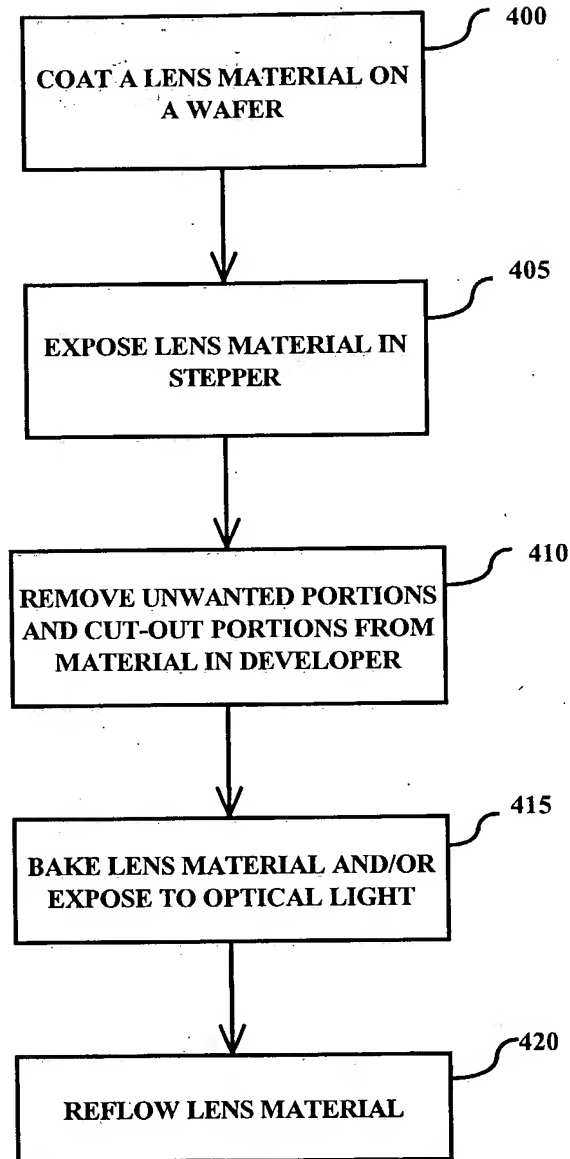 400
COAT A LENS MATERIAL ON
A WAFER
405
EXPOSE LENS MATERIAL IN
STEPPER
410
REMOVE UNWANTED PORTIONS
AND CUT-OUT PORTIONS FROM
MATERIAL IN DEVELOPER
415
BAKE LENS MATERIAL AND/OR
EXPOSE TO OPTICAL LIGHT
420
REFLOW LENS MATERIAL